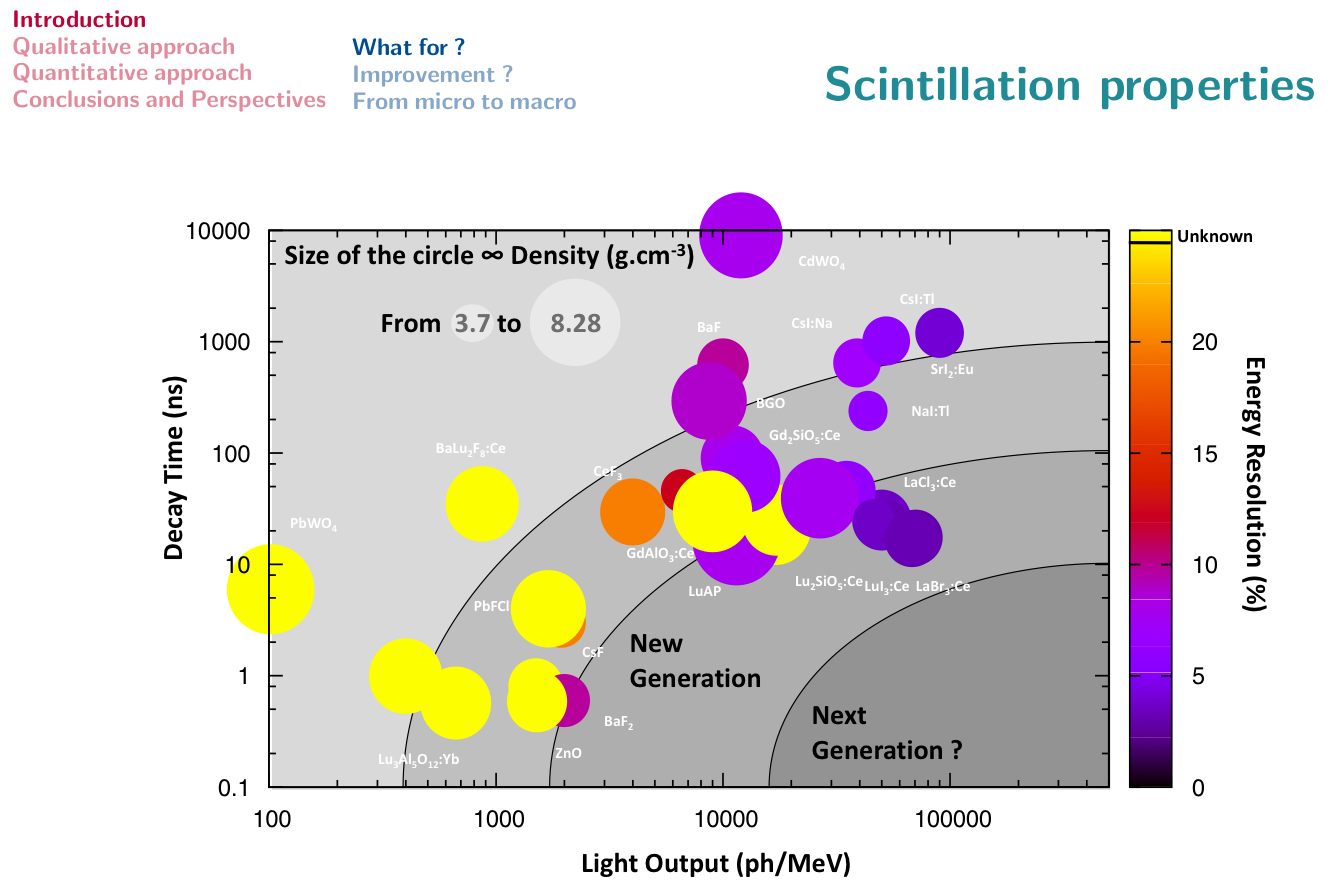 Introduction
Qualitative approach
Quantitative approach
Conclusions and Perspectives
What for ?
Improvement ?
From micro to macro
Scintillation properties
Size of the circle ∞ Density (g.cm⁻³)
From 3.7 to 8.28
CdWO₄
CsI:Tl
CsI:Na
BaF
SrI₂:Eu
BGO
NaI:Tl
Gd₂SiO₅:Ce
BaLu₂F₈:Ce
CeF₃
LaCl₃:Ce
PbWO₄
GdAlO₃:Ce
Lu₂SiO₅:Ce
LuI₃:Ce
LaBr₃:Ce
LuAP
PbFCl
CsF
New
Generation
BaF₂
ZnO
Lu₃Al₅O₁₂:Yb
Next
Generation ?
Decay Time (ns)
10000
1000
100
10
1
0.1
100
1000
10000
100000
Light Output (ph/MeV)
Unknown
20
15
10
5
0
Energy Resolution (%)